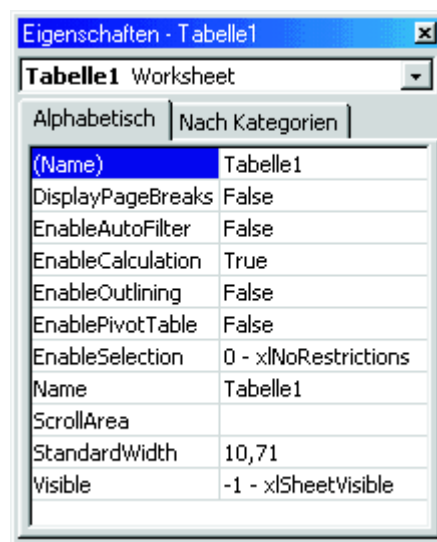 Eigenschaften - Tabelle1
Tabelle1 Worksheet
Alphabetisch Nach Kategorien
(Name) Tabelle1
DisplayPageBreaks False
EnableAutoFilter False
EnableCalculation True
EnableOutlining False
EnablePivotTable False
EnableSelection 0 - xlNoRestrictions
Name Tabelle1
ScrollArea
StandardWidth 10,71
Visible -1 - xlSheetVisible